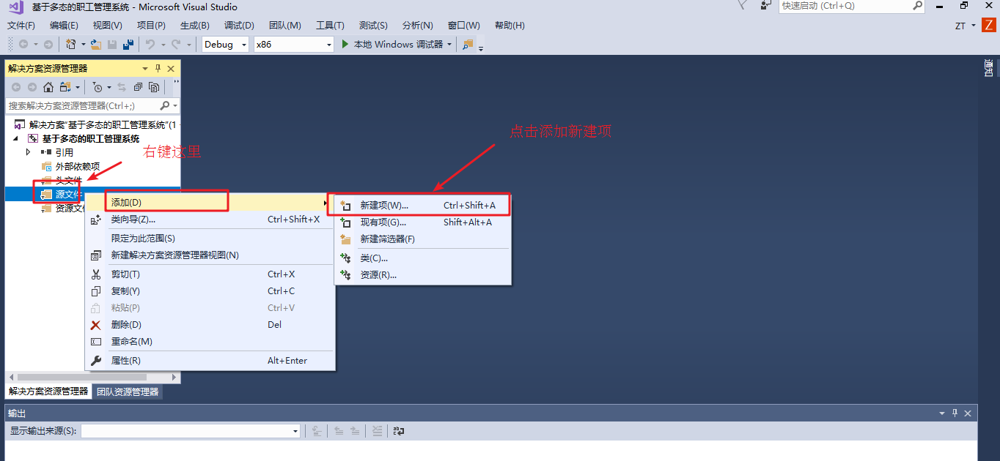 基于多态的职工管理系统 - Microsoft Visual Studio
快速启动 (Ctrl+Q)
文件(F) 编辑(E) 视图(V) 项目(P) 生成(B) 调试(D) 团队(M) 工具(T) 测试(S) 分析(N) 窗口(W) 帮助(H)
ZT Z
Debug x86 本地 Windows 调试器
解决方案资源管理器
通知
搜索解决方案资源管理器(Ctrl+;)
解决方案"基于多态的职工管理系统"(1
基于多态的职工管理系统
引用
外部依赖项
头文件
源文件
资源文件
右键这里
点击添加新建项
添加(D)
类向导(Z)... Ctrl+Shift+X
限定为此范围(S)
新建解决方案资源管理器视图(N)
剪切(T) Ctrl+X
复制(Y) Ctrl+C
粘贴(P) Ctrl+V
删除(D) Del
重命名(M)
属性(R) Alt+Enter
新建项(W)... Ctrl+Shift+A
现有项(G)... Shift+Alt+A
新建筛选器(F)
类(C)...
资源(R)...
解决方案资源管理器 团队资源管理器
输出
显示输出来源(S):